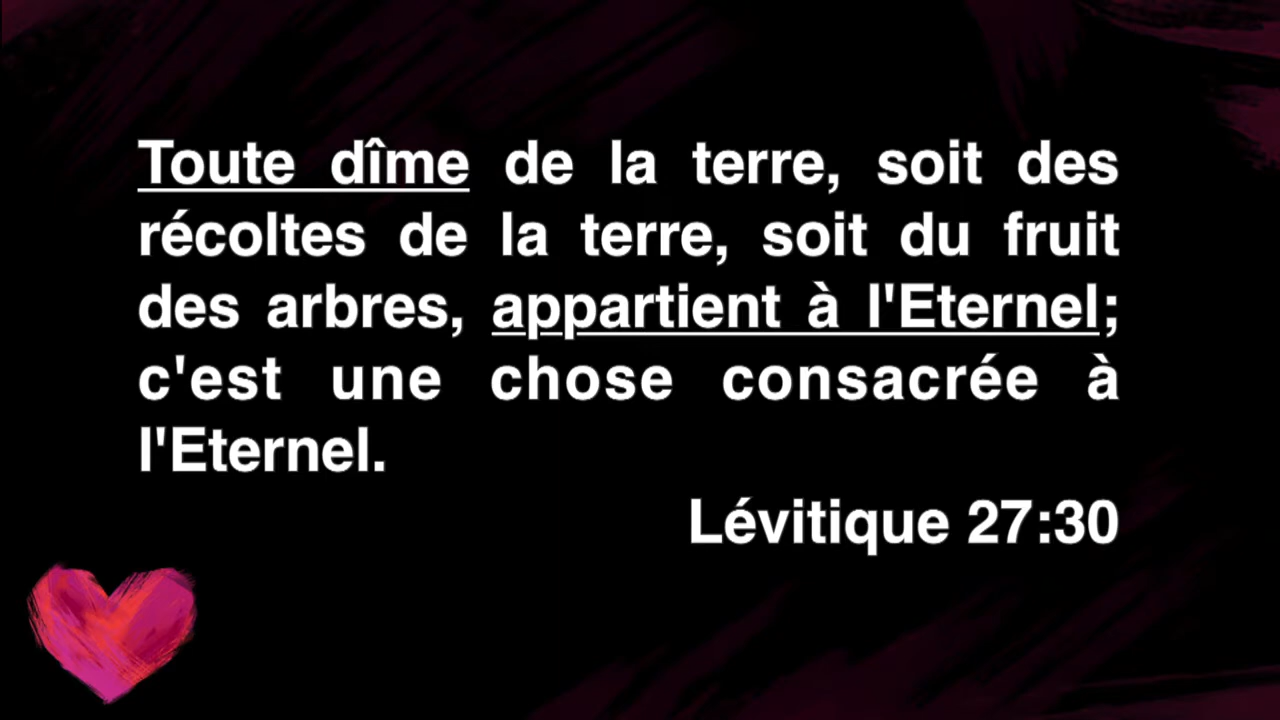 Toute dîme de la terre, soit des
récoltes de la terre, soit du fruit
des arbres, appartient à l'Eternel;
c'est une chose consacrée à
l'Eternel.
Lévitique 27:30